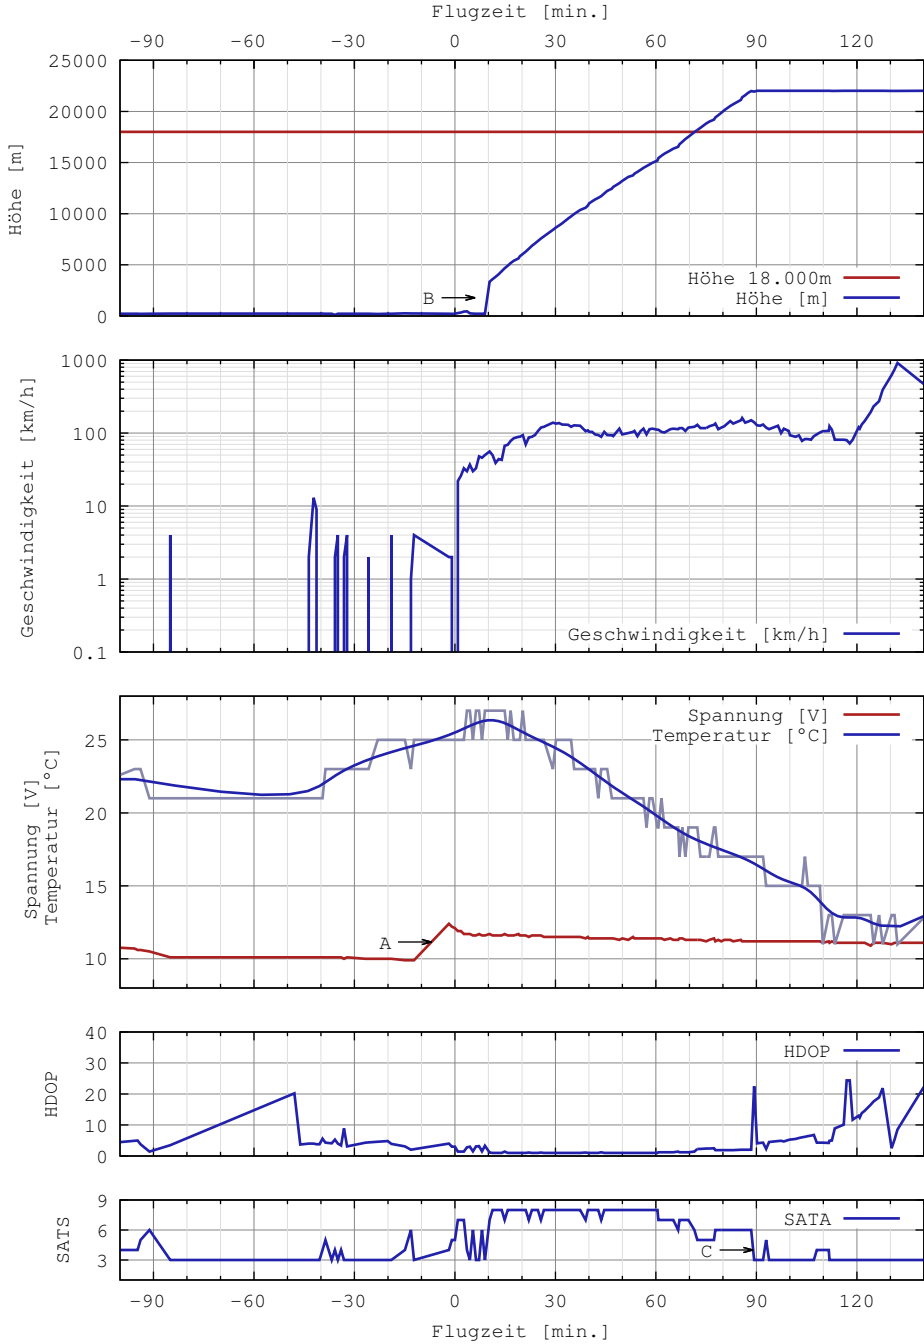 Flugzeit [min.]
−90 −60 −30 0 30 60 90 120
25000
20000
15000
10000
5000
0
Höhe [m]
B
Höhe 18.000m
Höhe [m]
1000
100
10
1
0.1
Geschwindigkeit [km/h]
Geschwindigkeit [km/h]
25
20
15
10
Spannung [V]
Temperatur [°C]
Spannung [V]
Temperatur [°C]
A
40
30
20
10
0
HDOP
HDOP
9
6
3
SATS
SATA
C
−90 −60 −30 0 30 60 90 120
Flugzeit [min.]